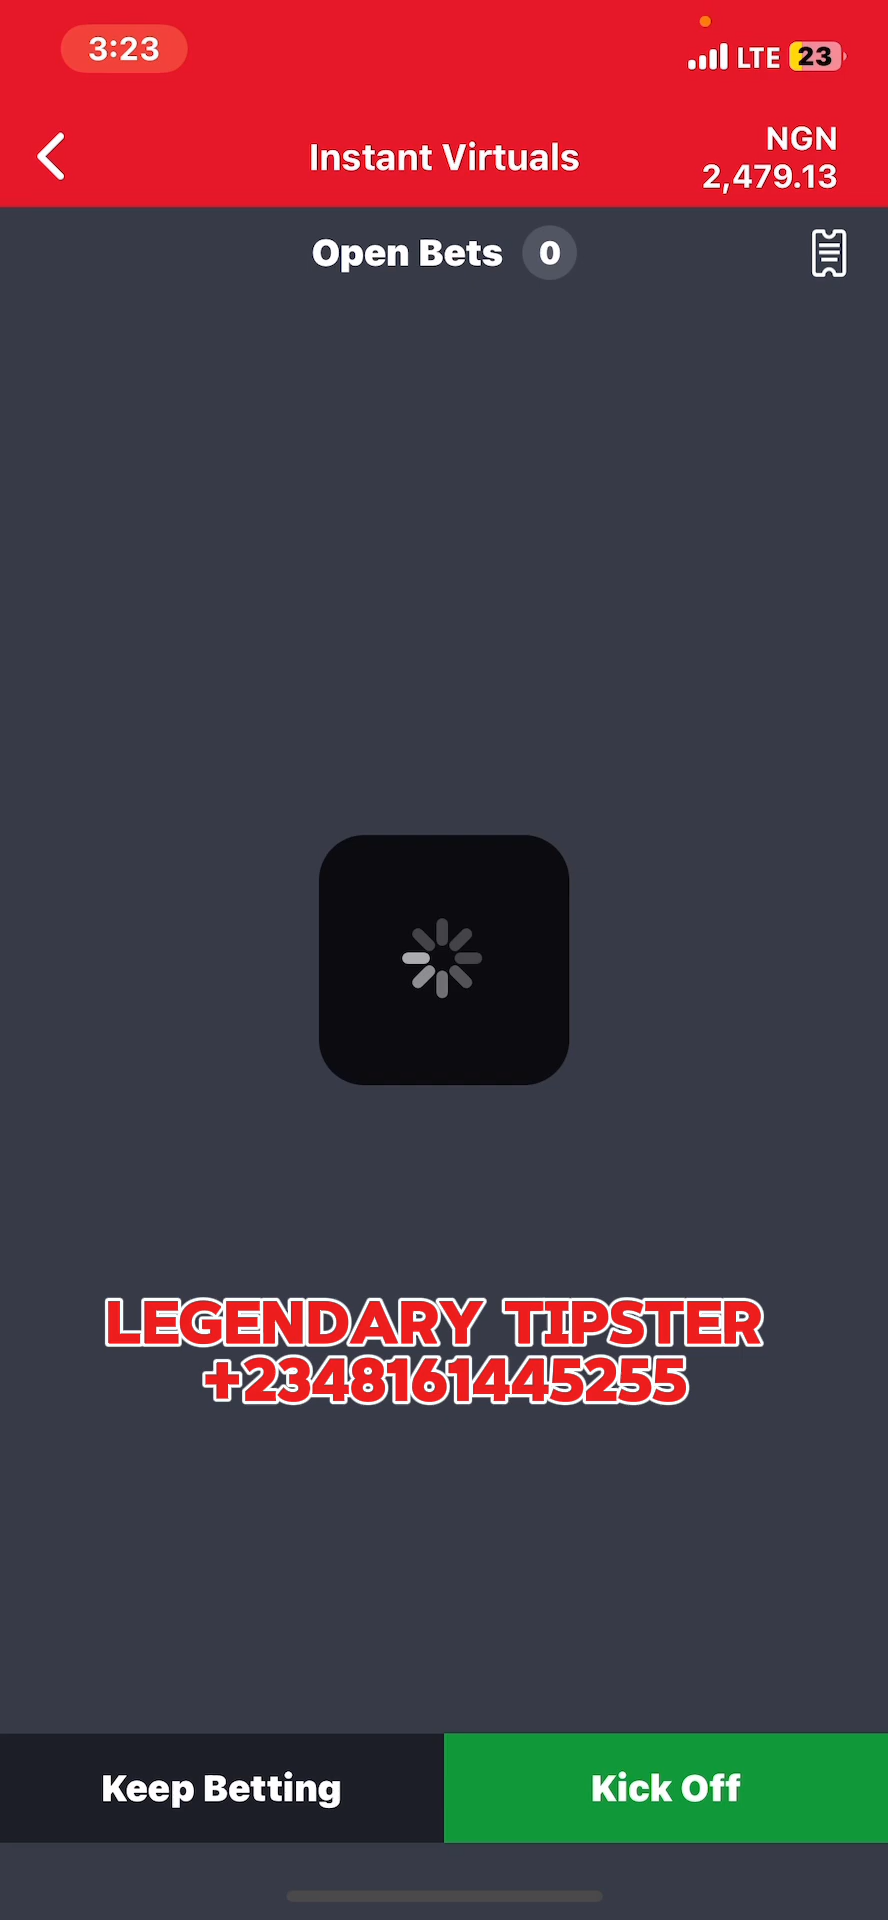 3:23
LTE 23
Instant Virtuals
NGN
2,479.13
Open Bets 0
LEGENDARY TIPSTER
+2348161445255
Keep Betting
Kick Off